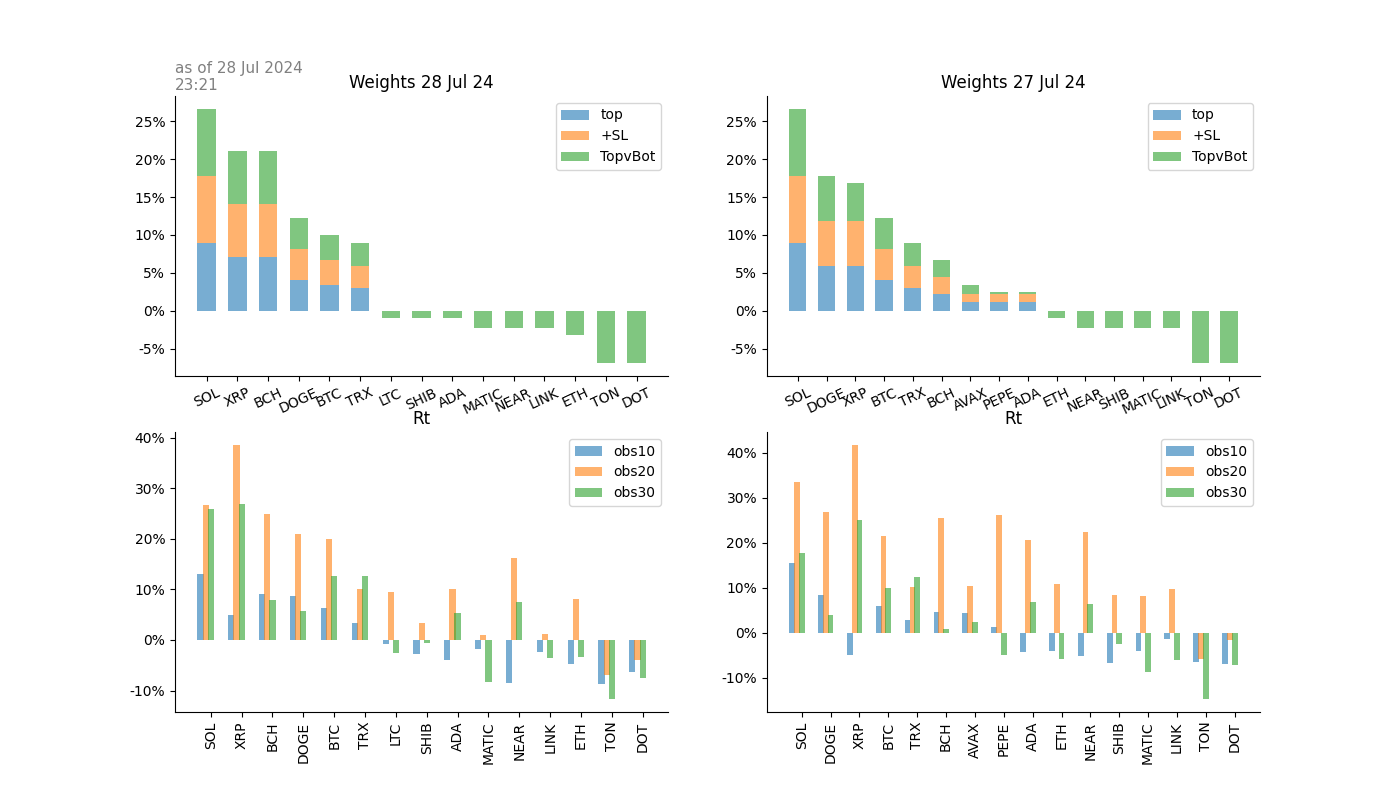 as of 28 Jul 2024
23:21
Weights 28 Jul 24
25%
20%
15%
10%
5%
0%
-5%
top
+SL
TopvBot
SOL XRP BCH DOGE BTC TRX LTC SHIB ADA MATIC NEAR LINK ETH TON DOT
Weights 27 Jul 24
25%
20%
15%
10%
5%
0%
-5%
top
+SL
TopvBot
SOL DOGE XRP BTC TRX BCH AVAX PEPE ADA ETH NEAR SHIB MATIC LINK TON DOT
Rt
40%
30%
20%
10%
0%
-10%
obs10
obs20
obs30
SOL XRP BCH DOGE BTC TRX LTC SHIB ADA MATIC NEAR LINK ETH TON DOT
Rt
40%
30%
20%
10%
0%
-10%
obs10
obs20
obs30
SOL DOGE XRP BTC TRX BCH AVAX PEPE ADA ETH NEAR SHIB MATIC LINK TON DOT